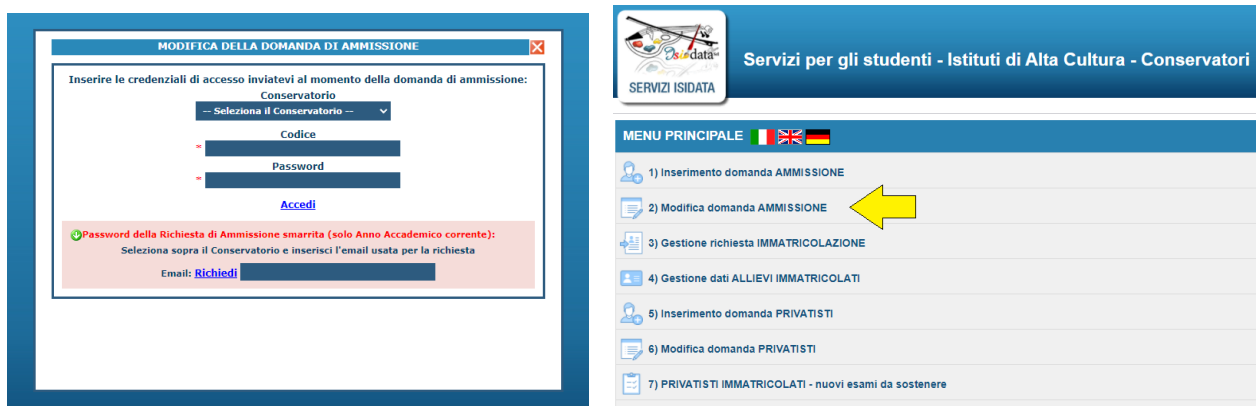 MODIFICA DELLA DOMANDA DI AMMISSIONE
Inserire le credenziali di accesso inviatevi al momento della domanda di ammissione:
Conservatorio
-- Seleziona il Conservatorio --
Codice
*
Password
*
Accedi
Password della Richiesta di Ammissione smarrita (solo Anno Accademico corrente):
Seleziona sopra il Conservatorio e inserisci l'email usata per la richiesta
Email: Richiedi
Isidata
SERVIZI ISIDATA
Servizi per gli studenti - Istituti di Alta Cultura - Conservatori
MENU PRINCIPALE
1) Inserimento domanda AMMISSIONE
2) Modifica domanda AMMISSIONE
3) Gestione richiesta IMMATRICOLAZIONE
4) Gestione dati ALLIEVI IMMATRICOLATI
5) Inserimento domanda PRIVATISTI
6) Modifica domanda PRIVATISTI
7) PRIVATISTI IMMATRICOLATI - nuovi esami da sostenere